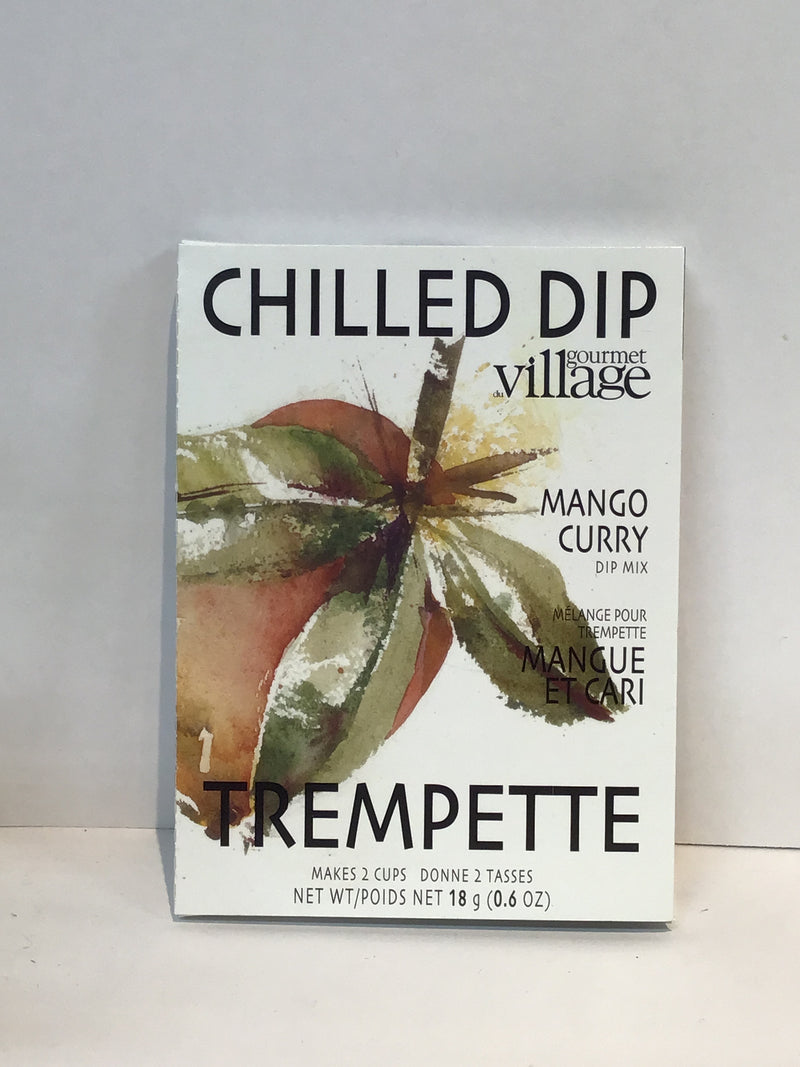 CHILLED DIP
gourmet
du village
MANGO
CURRY
DIP MIX
MÉLANGE POUR
TREMPETTE
MANGUE
ET CARI
TREMPETTE
MAKES 2 CUPS DONNE 2 TASSES
NET WT/POIDS NET 18 g (0.6 OZ)